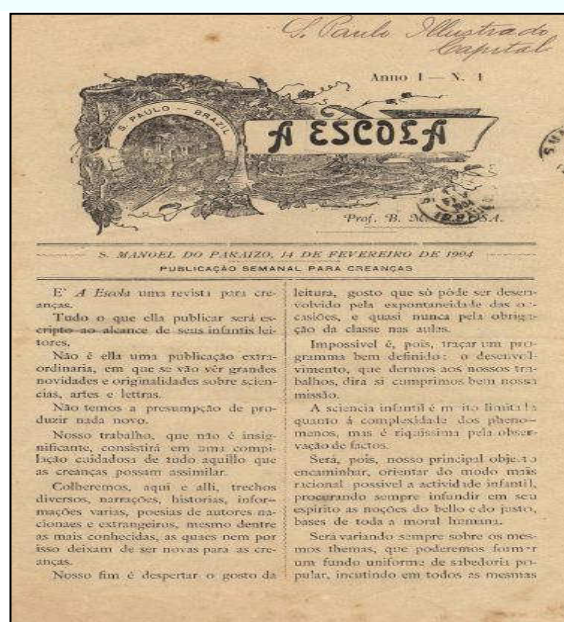 S. Paulo Illustrado
Capital
Anno I — N. 1
S. PAULO — BRAZIL
A ESCOLA
Prof. B. M. SA.
S. MANOEL DO PARAIZO, 14 DE FEVEREIRO DE 1904
PUBLICAÇÃO SEMANAL PARA CREANÇAS
E' A Escola uma revista para cre-
anças.
Tudo o que ella publicar será es-
cripto ao alcance de seus infantis lei-
tores.
Não é ella uma publicação extra-
ordinaria, em que se vão vêr grandes
novidades e originalidades sobre scien-
cias, artes e lettras.
Não temos a presumpção de pro-
duzir nada novo.
Nosso trabalho, que não é insig-
nificante, consistirá em uma compi-
lação cuidadosa de tudo aquillo que
as creanças possam assimilar.
Colheremos, aqui e alli, trechos
diversos, narrações, historias, infor-
mações varias, poesias de autores na-
cionaes e extrangeiros, mesmo dentre
as mais conhecidas, as quaes nem por
isso deixam de ser novas para as cre-
anças.
Nosso fim é despertar o gosto da
leitura, gosto que só póde ser desen-
volvido pela expontaneidade das oc-
casiões, e quasi nunca pela obriga-
ção da classe nas aulas.
Impossivel é, pois, traçar um pro-
gramma bem definido: o desenvol-
vimento, que dermos aos nossos tra-
balhos, dirá si cumprimos bem nossa
missão.
A sciencia infantil é muito limitada
quanto á complexidade dos pheno-
menos, mas é riquissima pela obser-
vação de factos.
Será, pois, nosso principal objecto
encaminhar, orientar do modo mais
racional possivel a actividade infantil,
procurando sempre infundir em seu
espirito as noções do bello e do justo,
bases de toda a moral humana.
Será variando sempre sobre os mes-
mos themas, que poderemos formar
um fundo uniforme de sabedoria po-
pular, incutindo em todos as mesmas